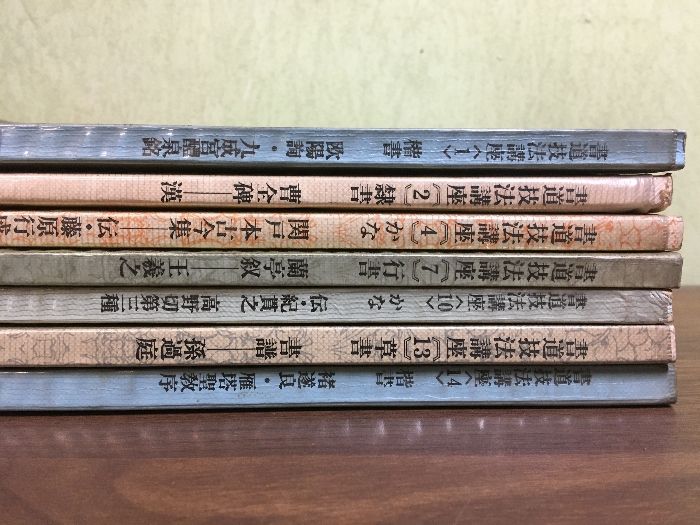 書道技法講座〈1〉楷書 欧陽詢・九成宮醴泉銘
書道技法講座〔2〕隷書 曹全碑——漢
書道技法講座〔4〕かな 関戸本古今集——伝・藤原行成
書道技法講座〔7〕行書 蘭亭叙——王羲之
書道技法講座〈10〉かな 伝・紀貫之 高野切第三種
書道技法講座〔13〕草書 書譜——孫過庭
書道技法講座〈14〉楷書 褚遂良・雁塔聖教序